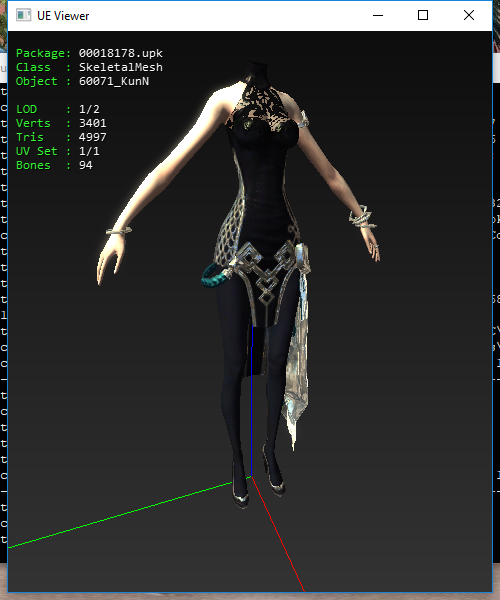 UE Viewer
Package: 00018178.upk
Class : SkeletalMesh
Object : 60071_KunN
LOD : 1/2
Verts : 3401
Tris : 4997
UV Set : 1/1
Bones : 94